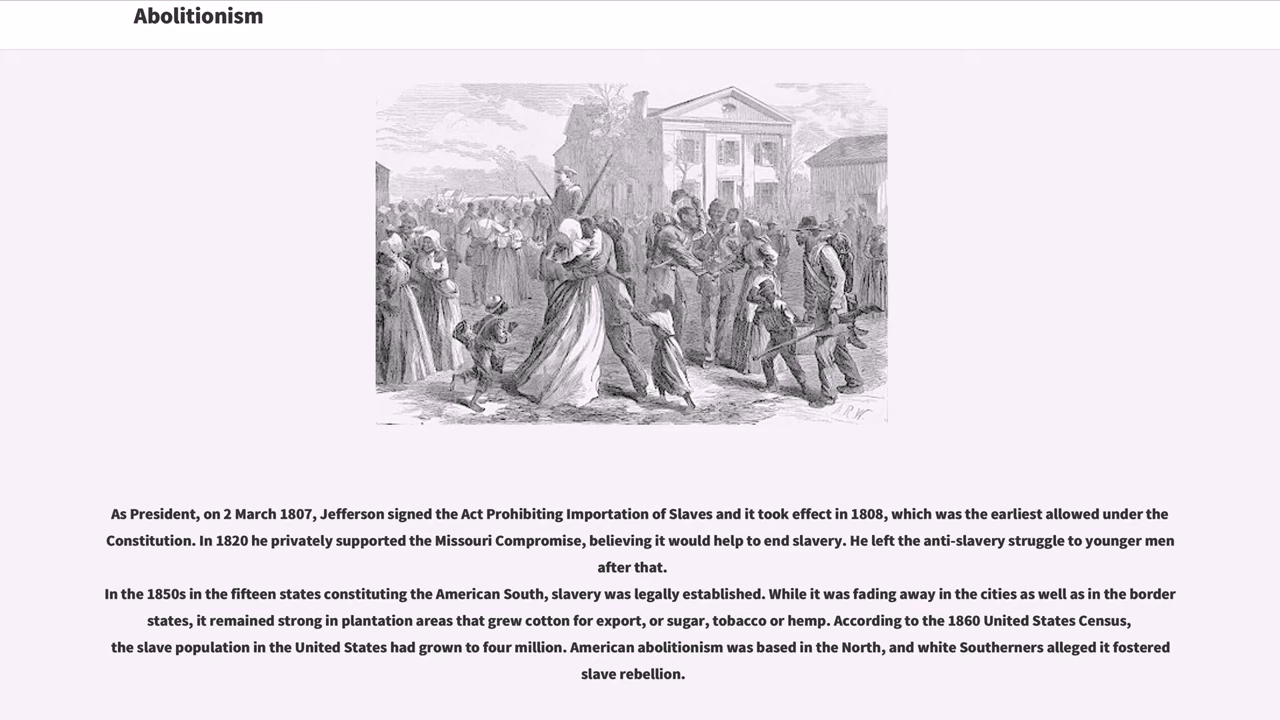 Abolitionism
A.R.W.
As President, on 2 March 1807, Jefferson signed the Act Prohibiting Importation of Slaves and it took effect in 1808, which was the earliest allowed under the
Constitution. In 1820 he privately supported the Missouri Compromise, believing it would help to end slavery. He left the anti-slavery struggle to younger men
after that.
In the 1850s in the fifteen states constituting the American South, slavery was legally established. While it was fading away in the cities as well as in the border
states, it remained strong in plantation areas that grew cotton for export, or sugar, tobacco or hemp. According to the 1860 United States Census,
the slave population in the United States had grown to four million. American abolitionism was based in the North, and white Southerners alleged it fostered
slave rebellion.